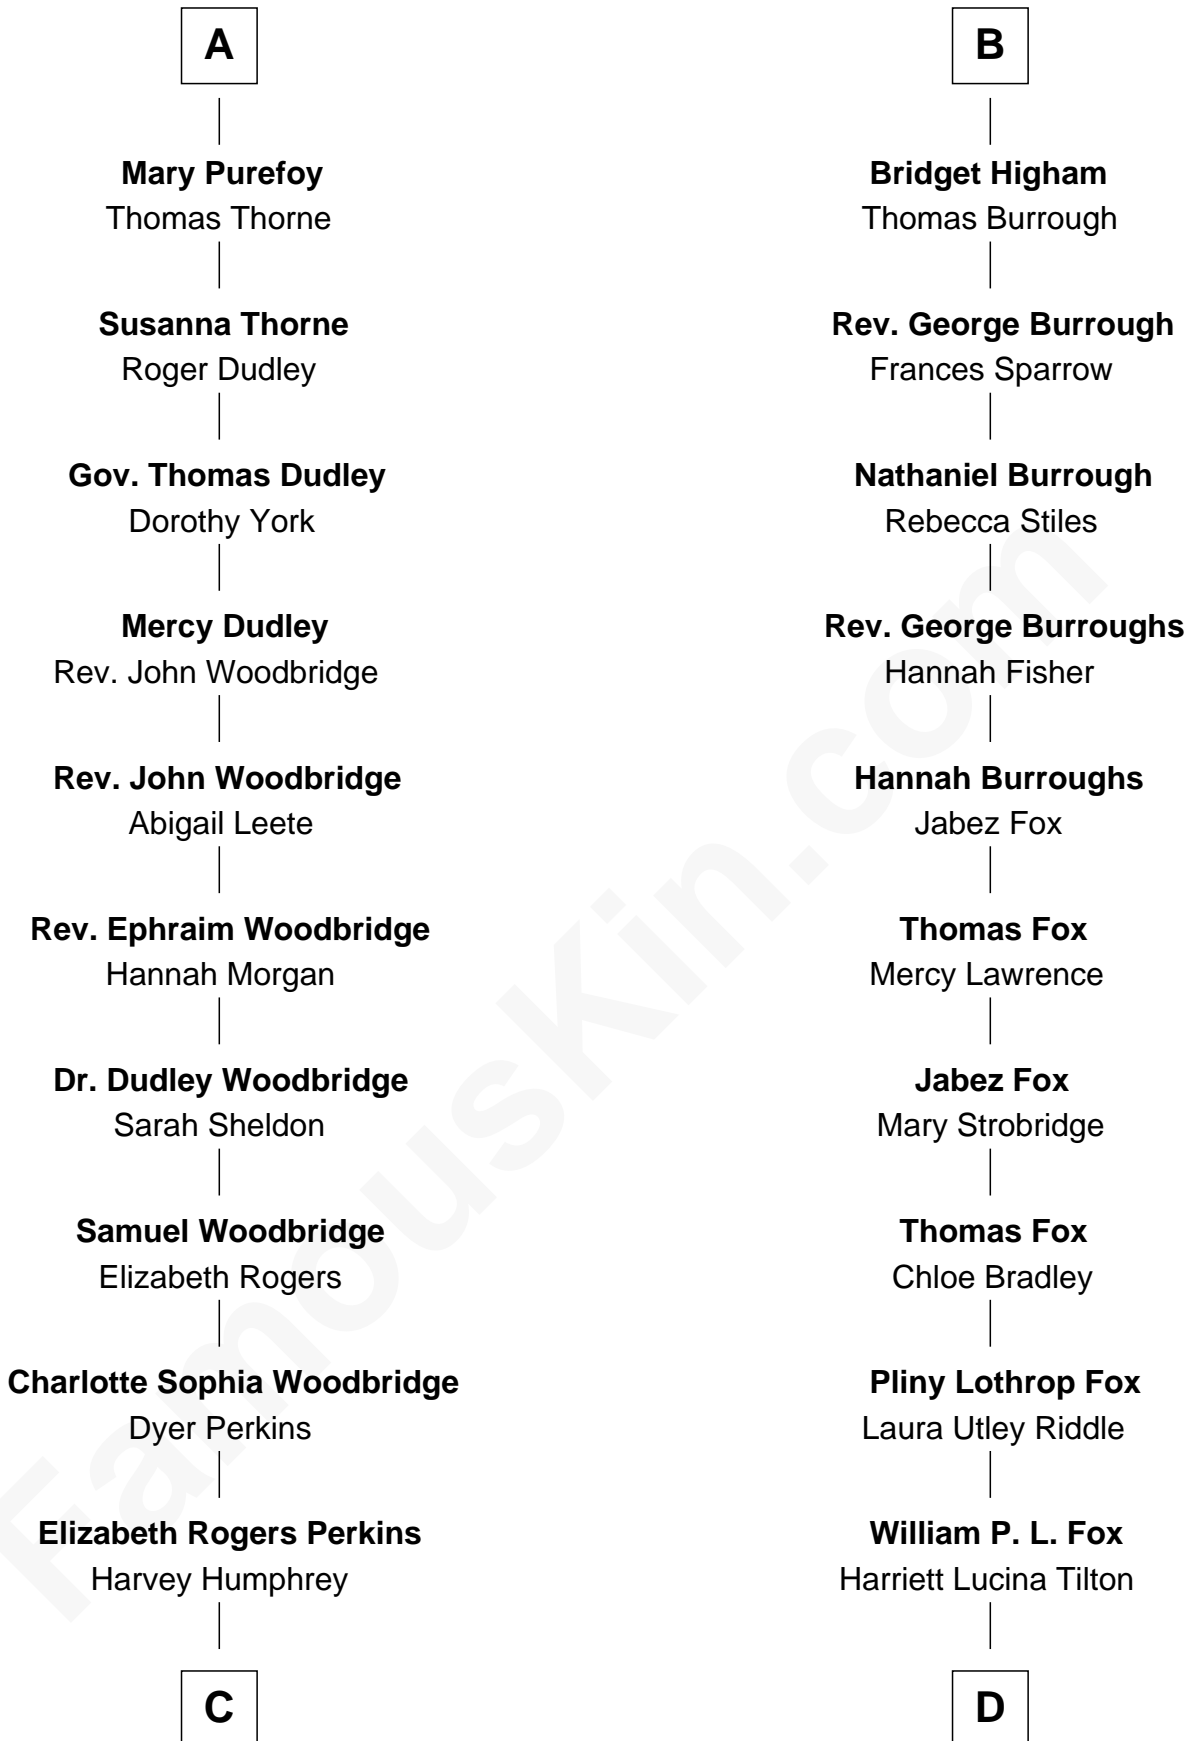 A
Mary Purefoy
Thomas Thorne
Susanna Thorne
Roger Dudley
Gov. Thomas Dudley
Dorothy York
Mercy Dudley
Rev. John Woodbridge
Rev. John Woodbridge
Abigail Leete
Rev. Ephraim Woodbridge
Hannah Morgan
Dr. Dudley Woodbridge
Sarah Sheldon
Samuel Woodbridge
Elizabeth Rogers
Charlotte Sophia Woodbridge
Dyer Perkins
Elizabeth Rogers Perkins
Harvey Humphrey
C
B
Bridget Higham
Thomas Burrough
Rev. George Burrough
Frances Sparrow
Nathaniel Burrough
Rebecca Stiles
Rev. George Burroughs
Hannah Fisher
Hannah Burroughs
Jabez Fox
Thomas Fox
Mercy Lawrence
Jabez Fox
Mary Strobridge
Thomas Fox
Chloe Bradley
Pliny Lothrop Fox
Laura Utley Riddle
William P. L. Fox
Harriett Lucina Tilton
D
FamousKin.com